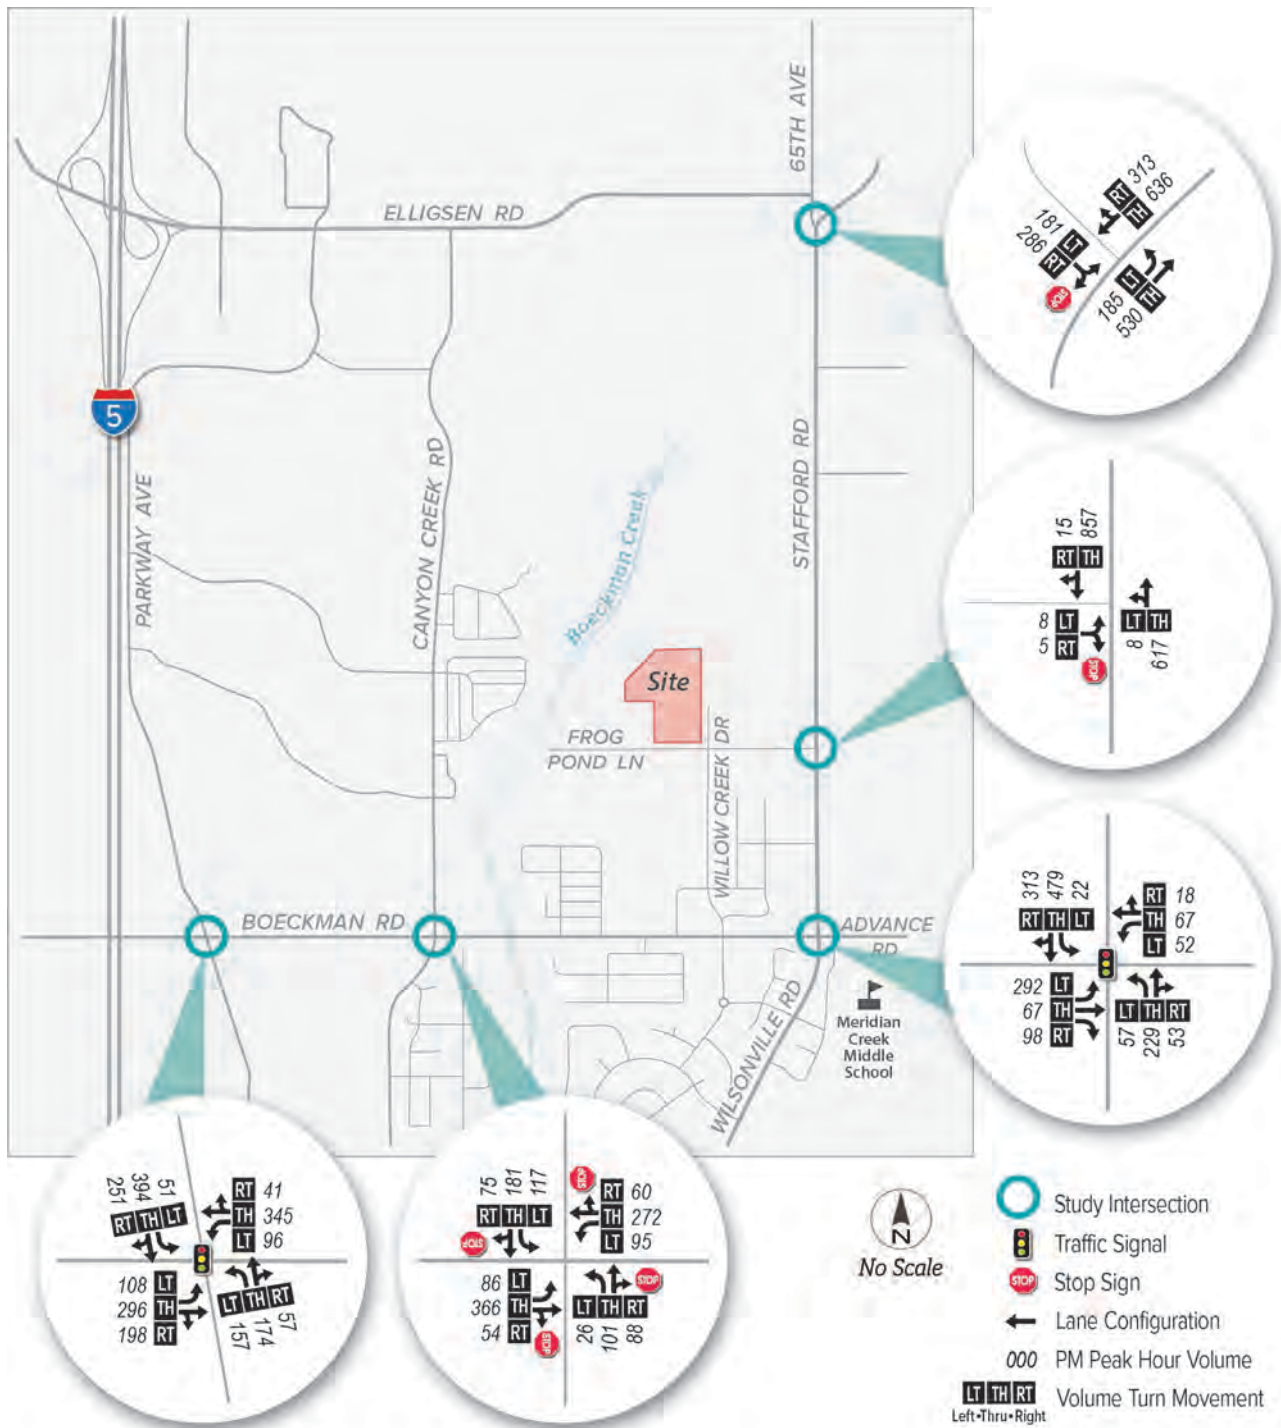 65TH AVE
ELLIGSEN RD
5
PARKWAY AVE
CANYON CREEK RD
Boeckman Creek
STAFFORD RD
Site
FROG
POND LN
WILLOW CREEK DR
BOECKMAN RD
ADVANCE
RD
WILSONVILLE RD
Meridian
Creek
Middle
School
RT 313
TH 636
181 LT
286 RT
STOP
185 LT
530 TH
15 857
RT TH
8 LT
5 RT
STOP
LT TH
8 617
313 479 22
RT TH LT
RT 18
TH 67
LT 52
292 LT
67 TH
98 RT
LT TH RT
57 229 53
251 394 51
RT TH LT
RT 41
TH 345
LT 96
108 LT
296 TH
198 RT
LT TH RT
157 174 57
75 181 117
RT TH LT
STOP
STOP
RT 60
TH 272
LT 95
86 LT
366 TH
54 RT
STOP
STOP
LT TH RT
26 101 88
N
No Scale
Study Intersection
Traffic Signal
STOP Stop Sign
Lane Configuration
000 PM Peak Hour Volume
LT TH RT Volume Turn Movement
Left•Thru•Right